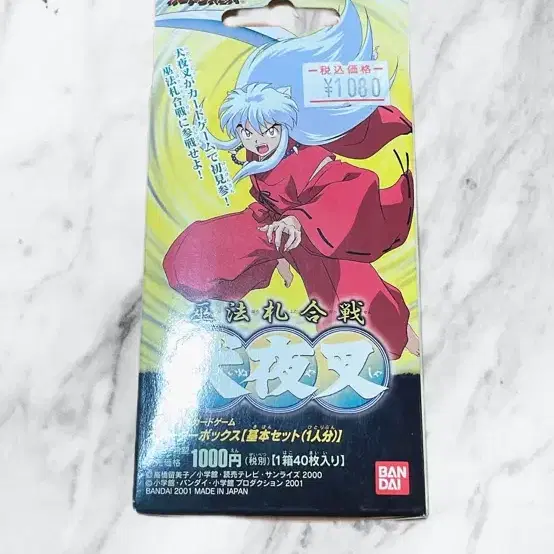 税込価格
¥1080
犬夜叉がカードゲームで初見参!
巫法札合戦に参戦せよ!
巫法札合戦
犬夜叉
カードゲーム
ーボックス【基本セット(1人分)】
価格 1000円(税別)【1箱40枚入り】
©高橋留美子/小学館・読売テレビ・サンライズ 2000
©小学館・バンダイ・小学館プロダクション 2001
BANDAI 2001 MADE IN JAPAN
BAN
DAI